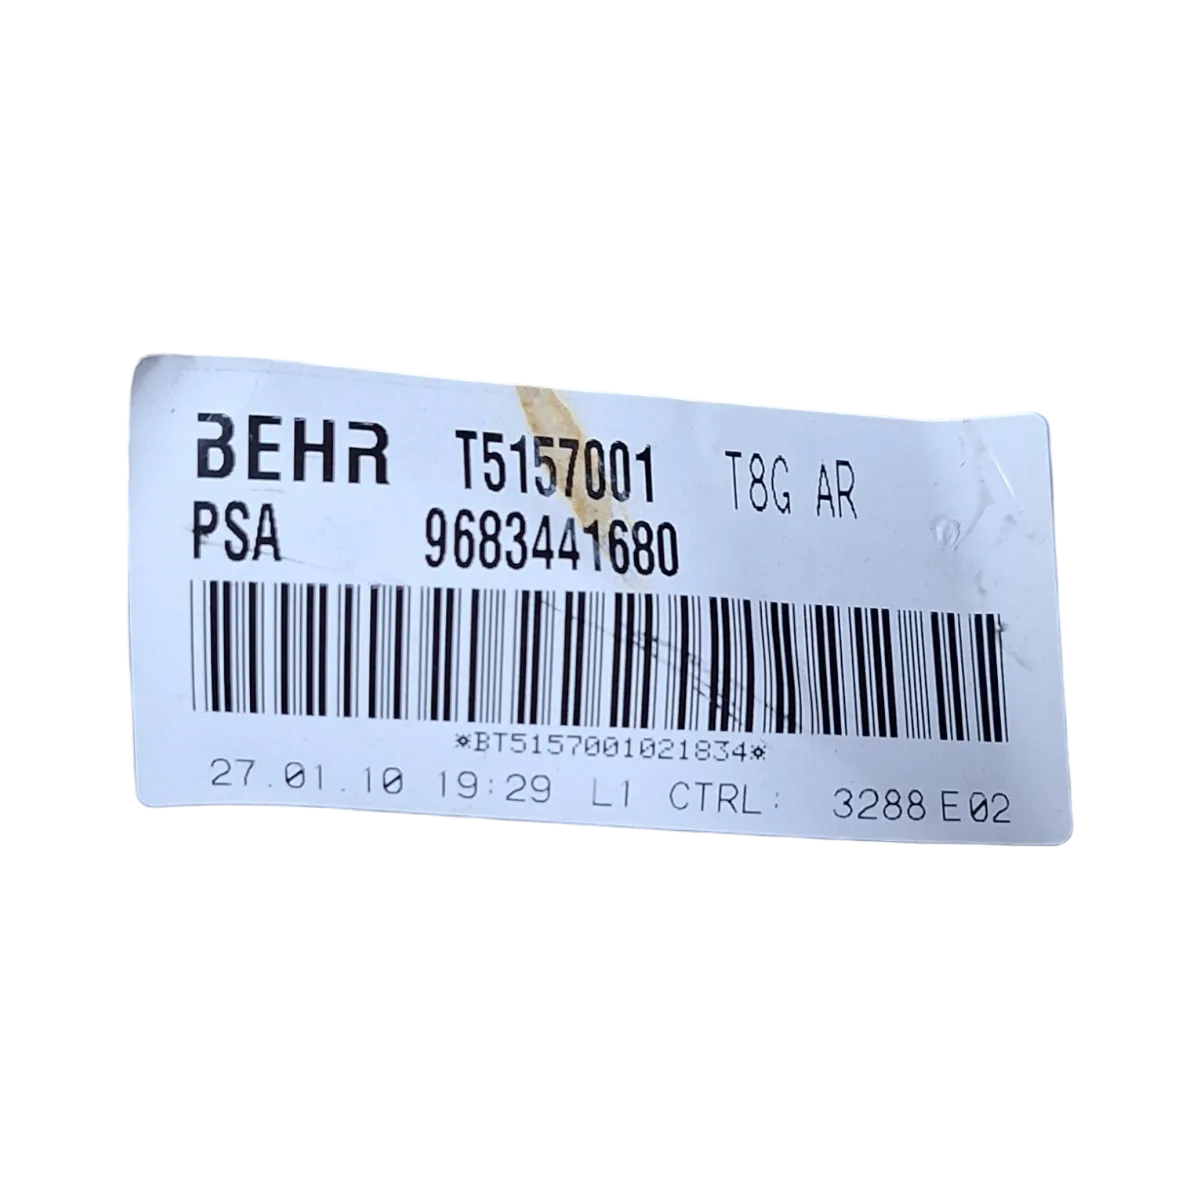 BEHR T5157001 T8G AR
PSA 9683441680
*BT5157001021834*
27.01.10 19:29 L1 CTRL: 3288 E02